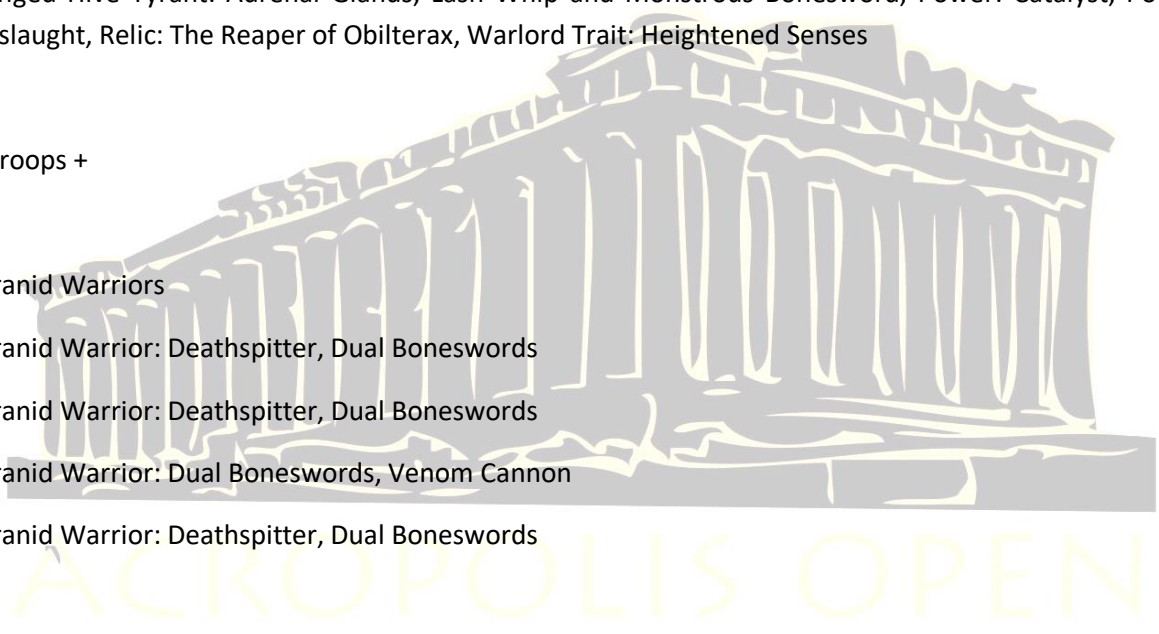 nged Hive Tyrant: Adrenal Glands, Lash Whip and Monstrous Bonesword, Power: Catalyst, Po
slaught, Relic: The Reaper of Obilterax, Warlord Trait: Heightened Senses
roops +
ranid Warriors
ranid Warrior: Deathspitter, Dual Boneswords
ranid Warrior: Deathspitter, Dual Boneswords
ranid Warrior: Dual Boneswords, Venom Cannon
ranid Warrior: Deathspitter, Dual Boneswords
ACROPOLIS OPEN